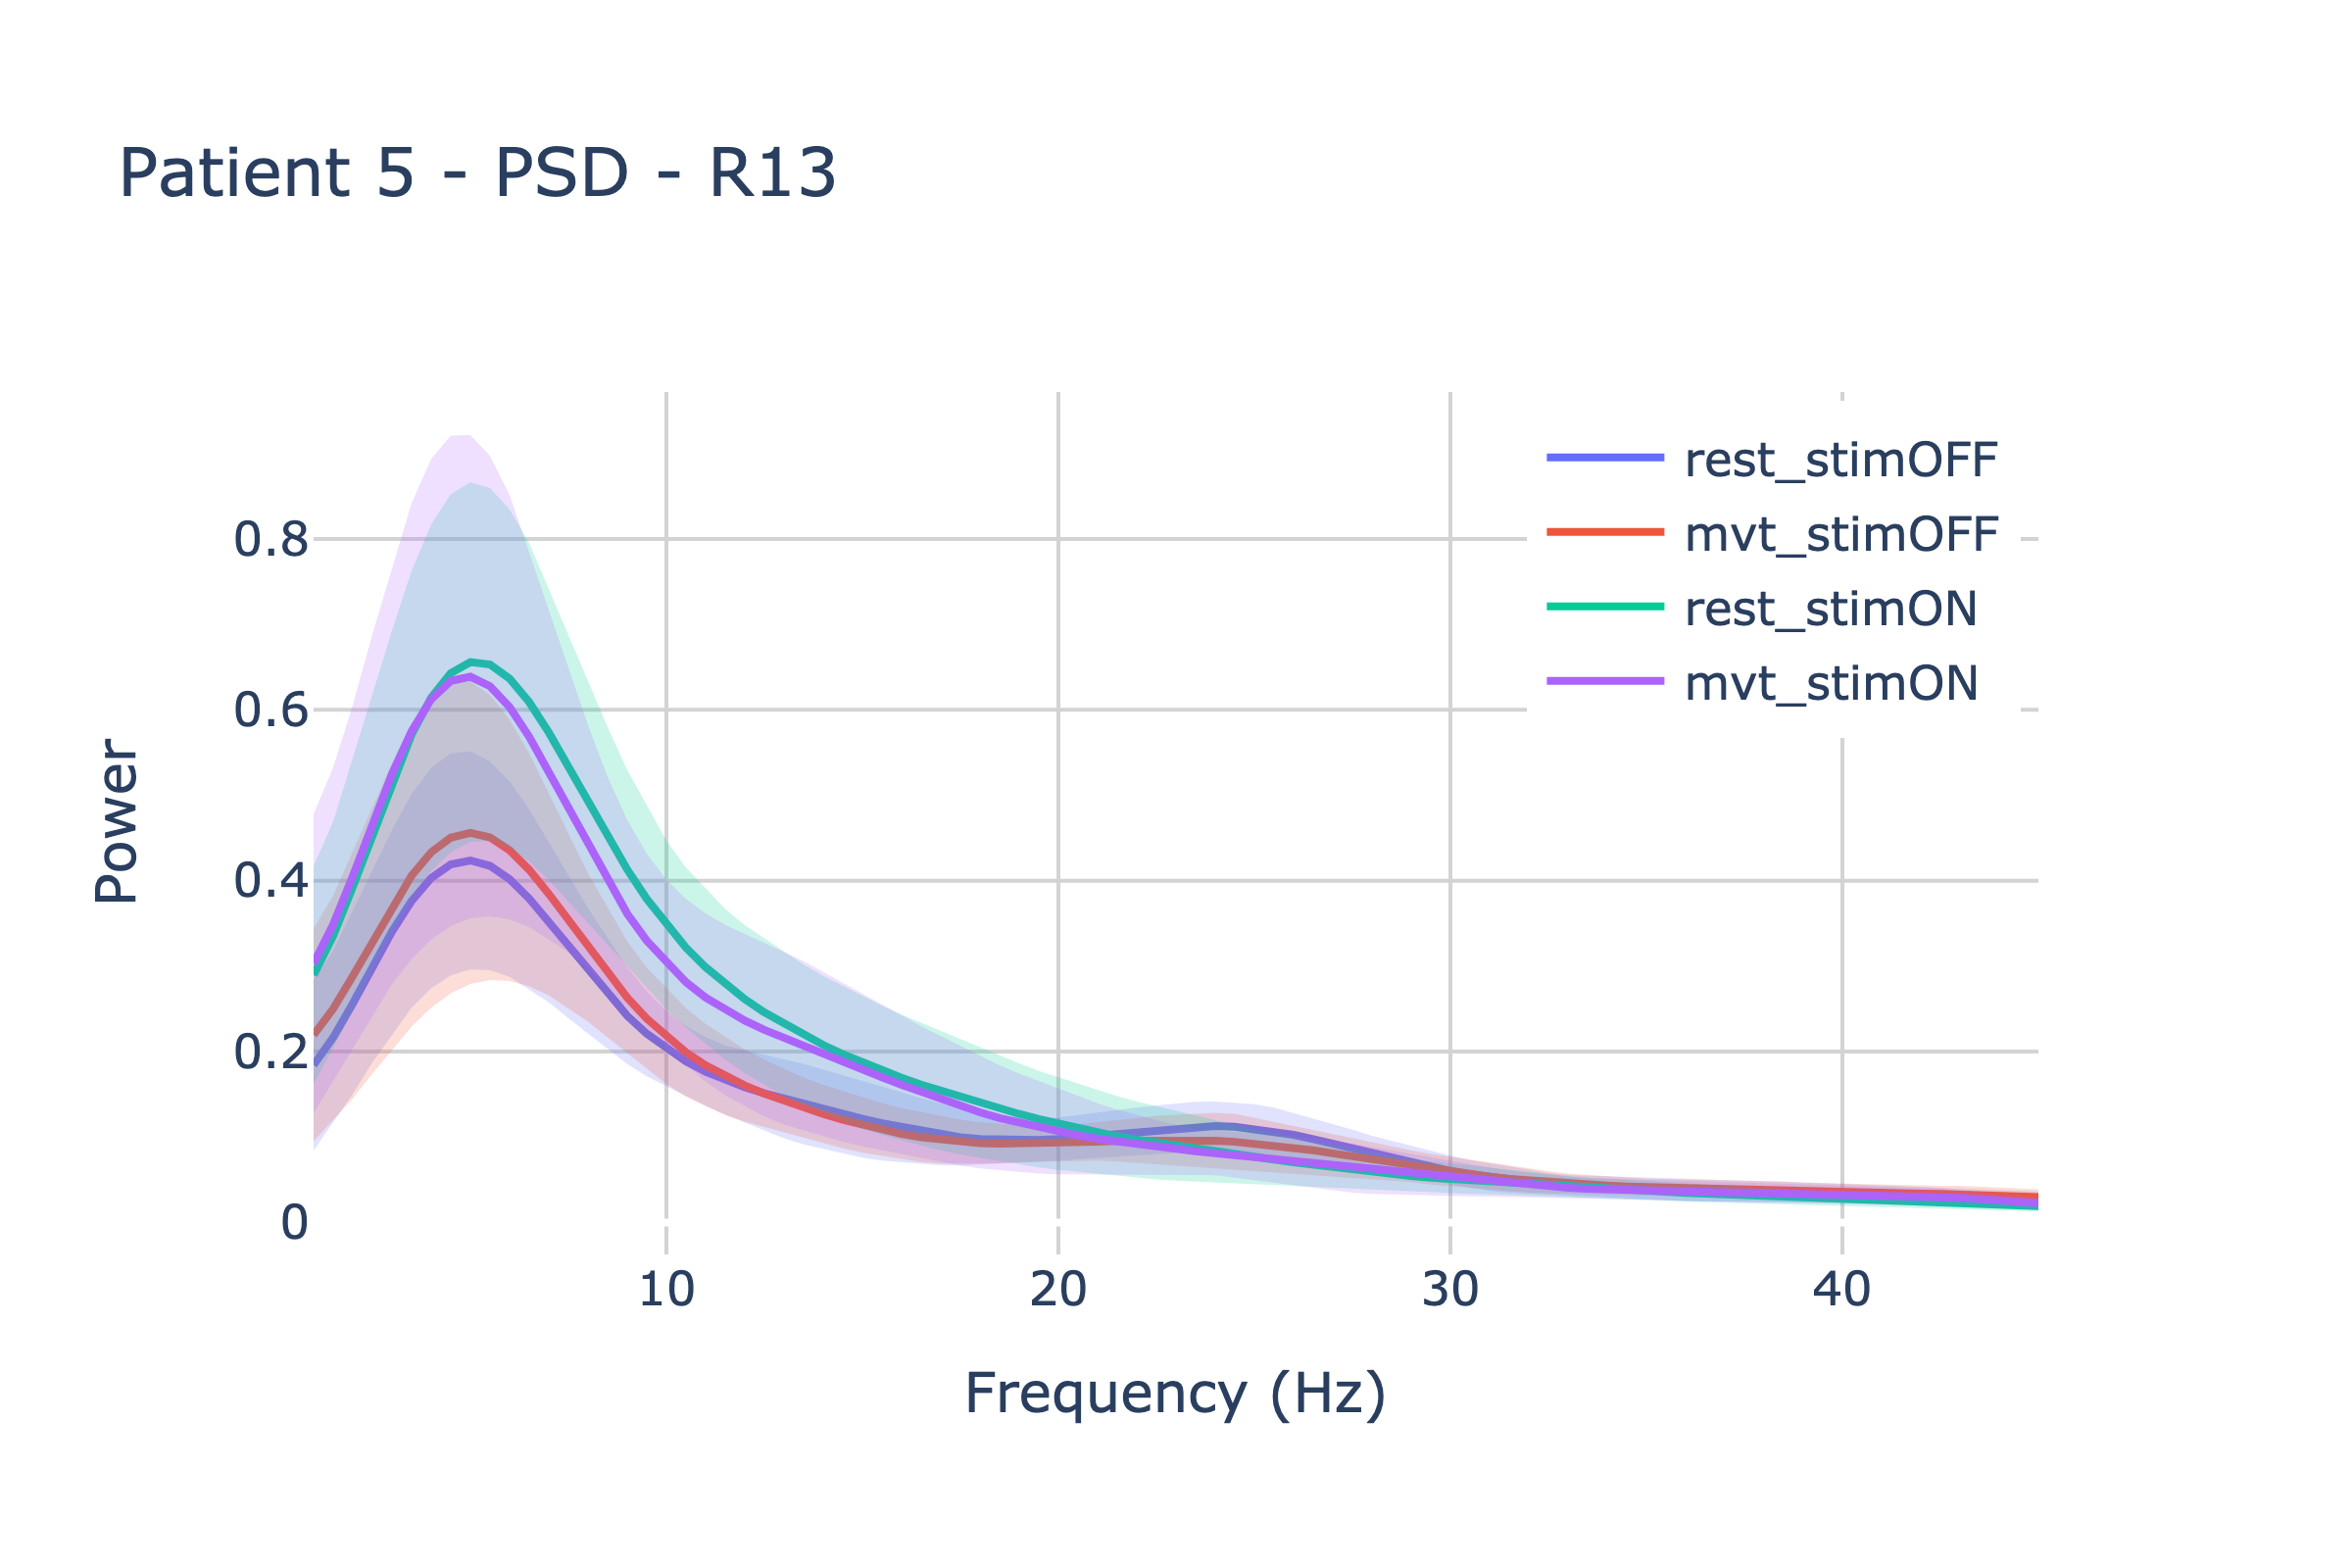 Patient 5 - PSD - R13
rest_stimOFF
mvt_stimOFF
rest_stimON
mvt_stimON
0.8
0.6
0.4
0.2
0
Power
10 20 30 40
Frequency (Hz)